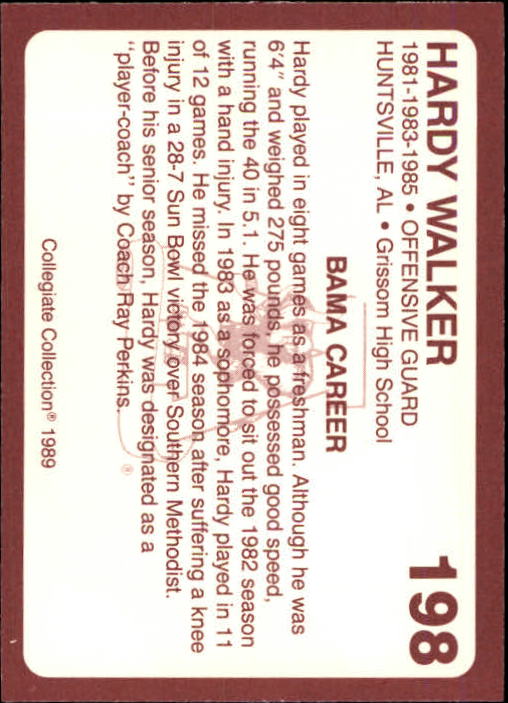 HARDY WALKER 198
1981-1983-1985 • OFFENSIVE GUARD
HUNTSVILLE, AL • Grissom High School
BAMA CAREER
Hardy played in eight games as a freshman. Although he was
6'4" and weighed 275 pounds, he possessed good speed,
running the 40 in 5.1. He was forced to sit out the 1982 season
with a hand injury. In 1983 as a sophomore, Hardy played in 11
of 12 games. He missed the 1984 season after suffering a knee
injury in a 28-7 Sun Bowl victory over Southern Methodist.
Before his senior season, Hardy was designated as a
"player-coach" by Coach Ray Perkins.
®
Collegiate Collection® 1989